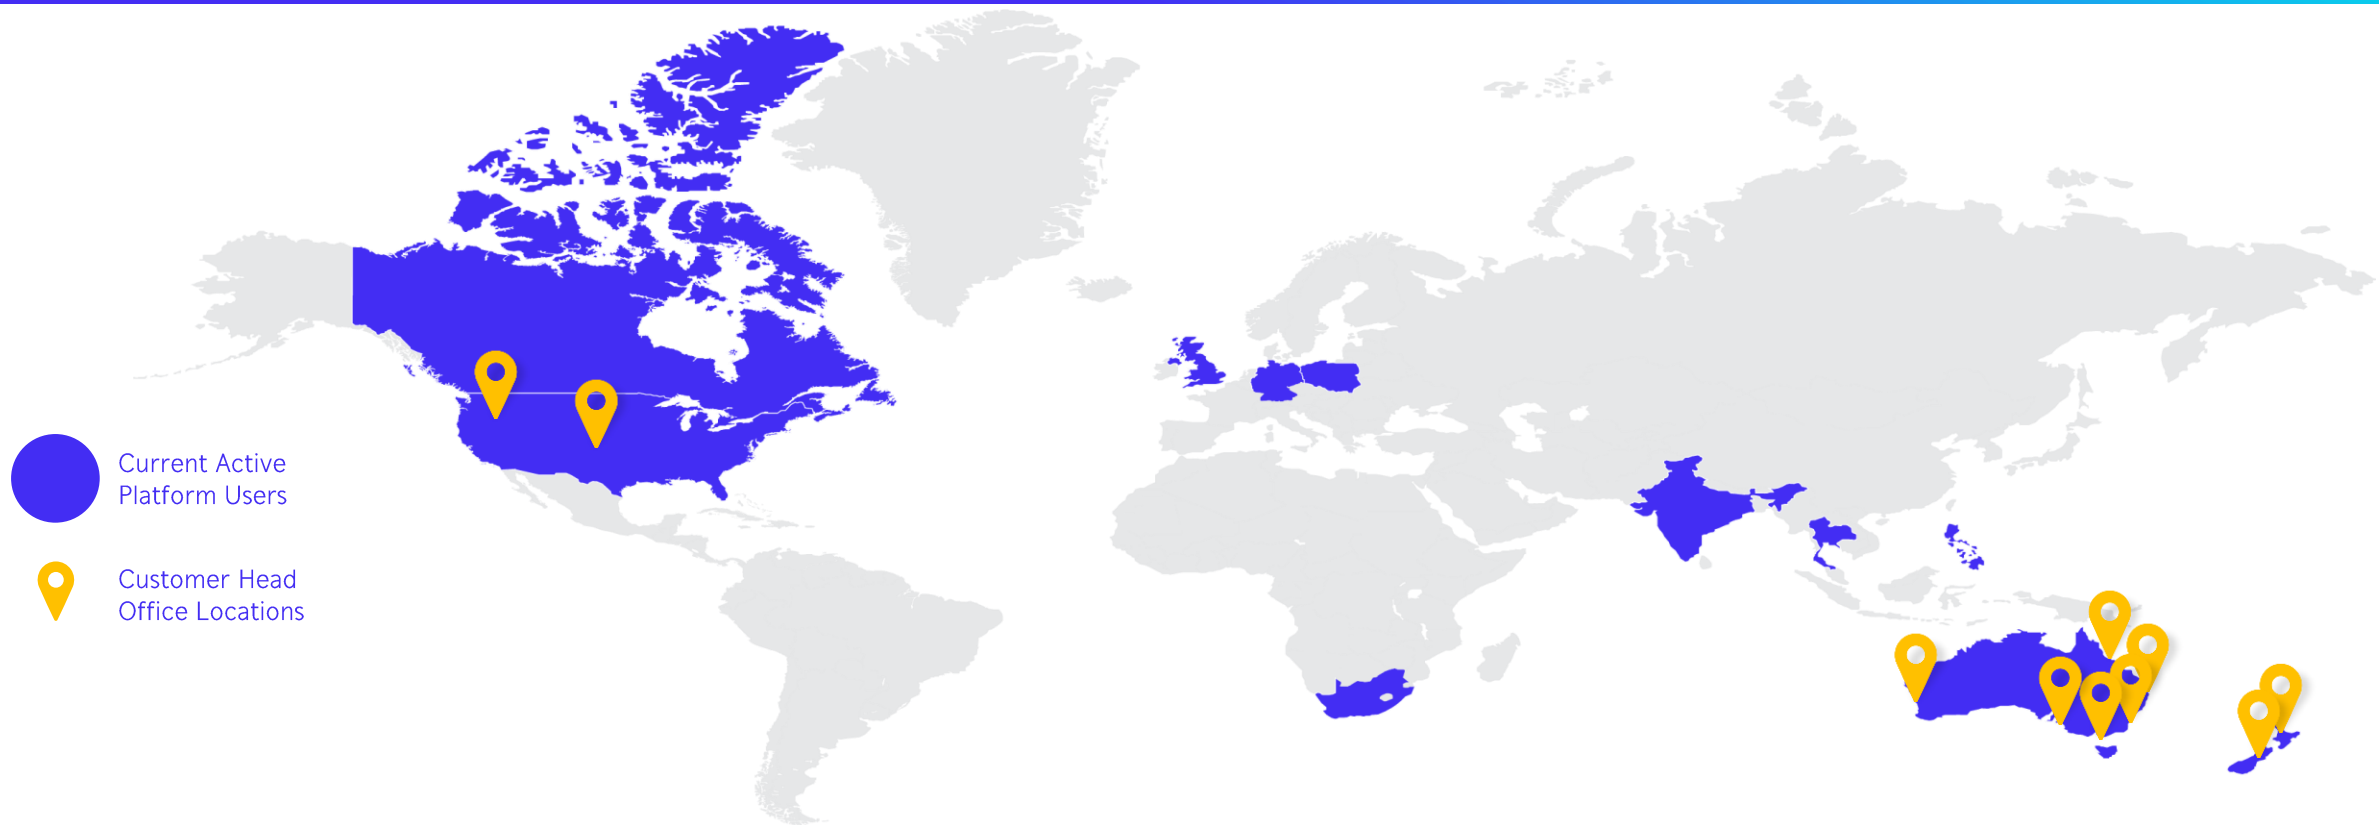 Current Active
Platform Users
Customer Head
Office Locations